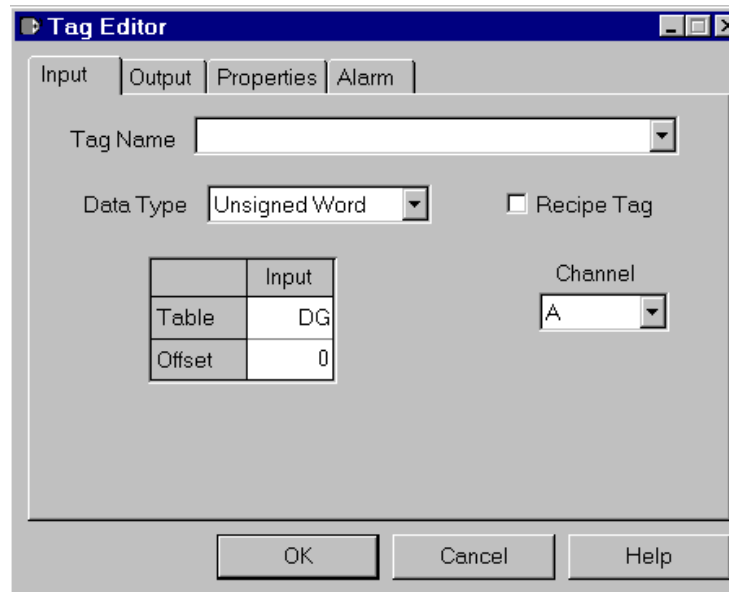 Tag Editor
Input Output Properties Alarm
Tag Name
Data Type Unsigned Word Recipe Tag
Input Channel
Table DG A
Offset 0
OK Cancel Help